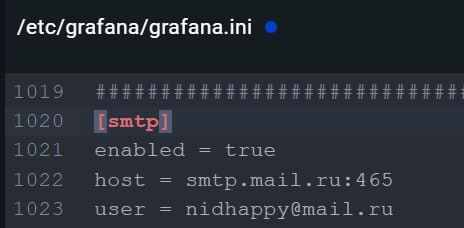 /etc/grafana/grafana.ini
1019 ##############################
1020 [smtp]
1021 enabled = true
1022 host = smtp.mail.ru:465
1023 user = nidhappy@mail.ru